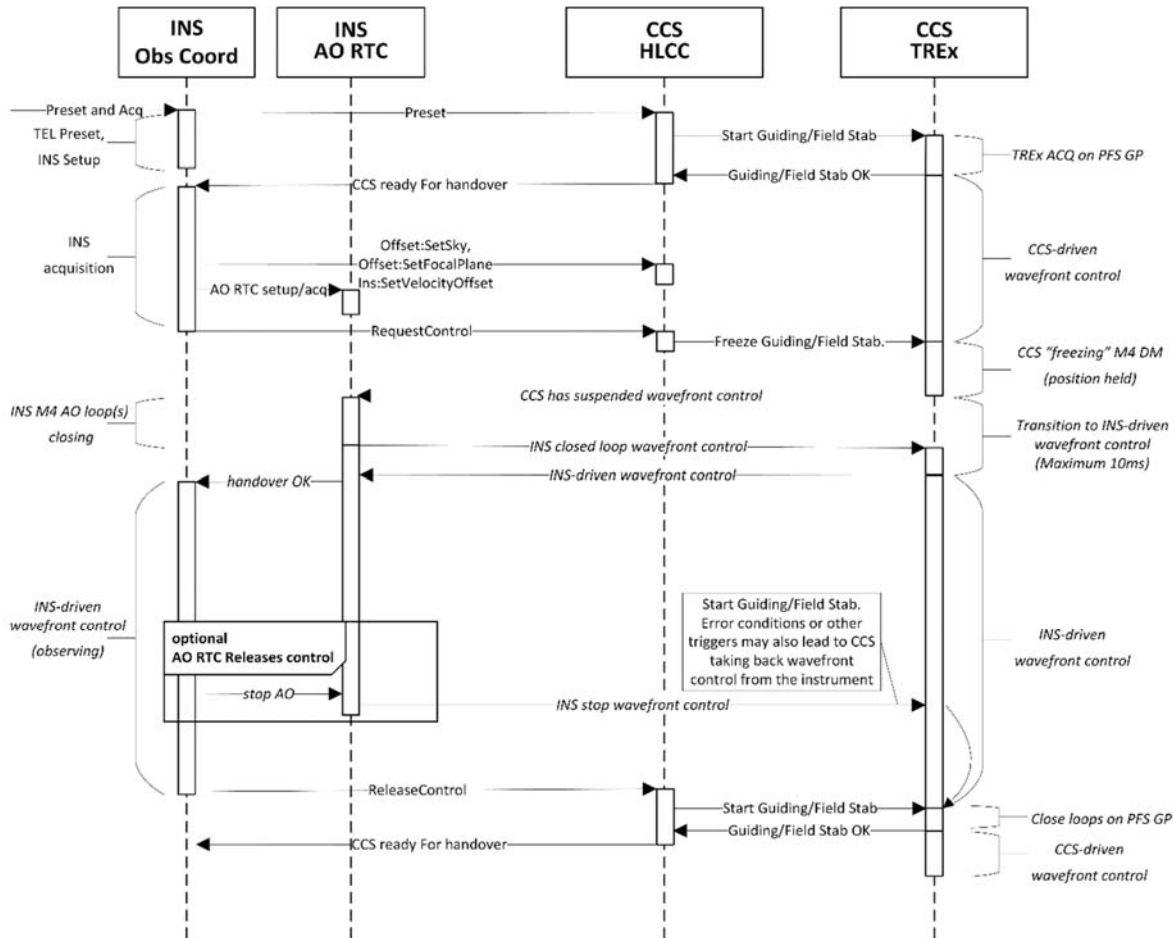 INS
Obs Coord
INS
AO RTC
CCS
HLCC
CCS
TREx
Preset and Acq
Preset
TEL Preset,
INS Setup
Start Guiding/Field Stab
TREx ACQ on PFS GP
Guiding/Field Stab OK
CCS ready For handover
INS
acquisition
Offset:SetSky,
Offset:SetFocalPlane
Ins:SetVelocityOffset
CCS-driven
wavefront control
AO RTC setup/acq
RequestControl
Freeze Guiding/Field Stab.
CCS "freezing" M4 DM
(position held)
CCS has suspended wavefront control
INS M4 AO loop(s)
closing
Transition to INS-driven
wavefront control
(Maximum 10ms)
INS closed loop wavefront control
INS-driven wavefront control
handover OK
INS-driven
wavefront control
(observing)
optional
AO RTC Releases control
Start Guiding/Field Stab.
Error conditions or other
triggers may also lead to CCS
taking back wavefront
control from the instrument
INS-driven
wavefront control
stop AO
INS stop wavefront control
ReleaseControl
Start Guiding/Field Stab
Close loops on PFS GP
Guiding/Field Stab OK
CCS ready For handover
CCS-driven
wavefront control